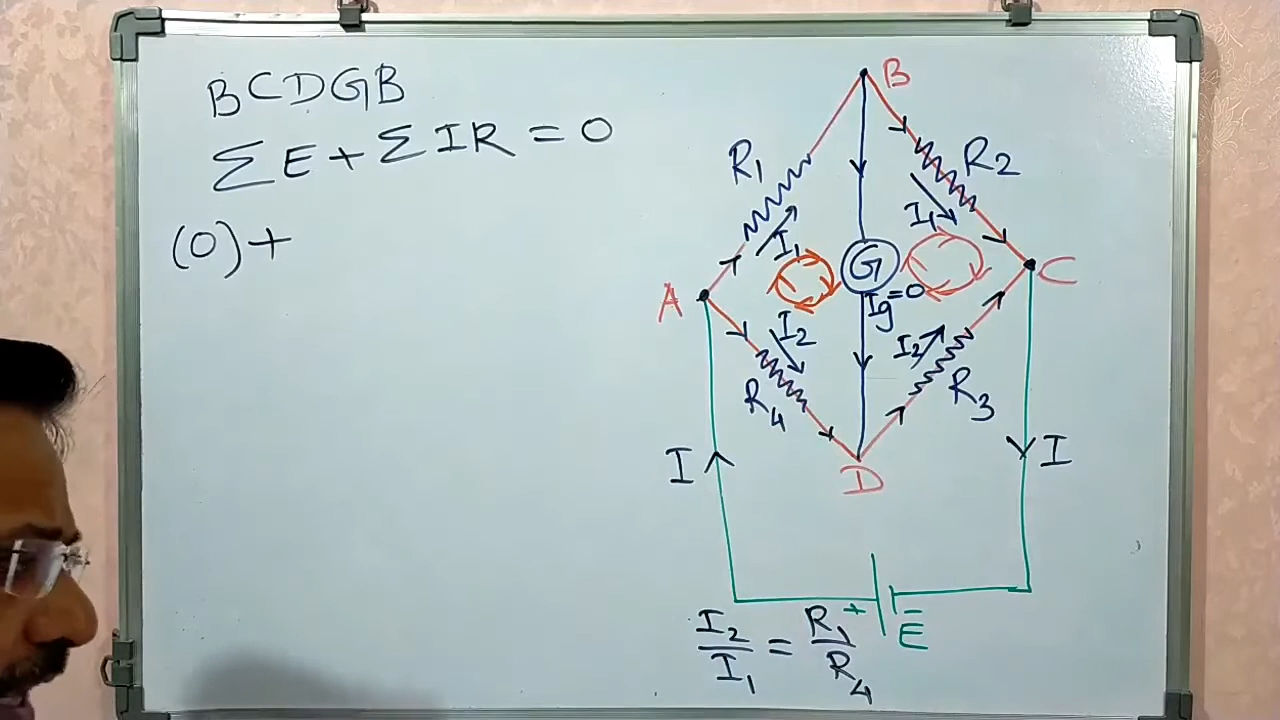 BCDGB
ΣE + ΣIR = 0
(0) +
B
R1
R2
I1
I1
G
Ig=0
A
C
I2
I2
R4
R3
D
I
I
+
-
E
I2/I1 = R1/R4